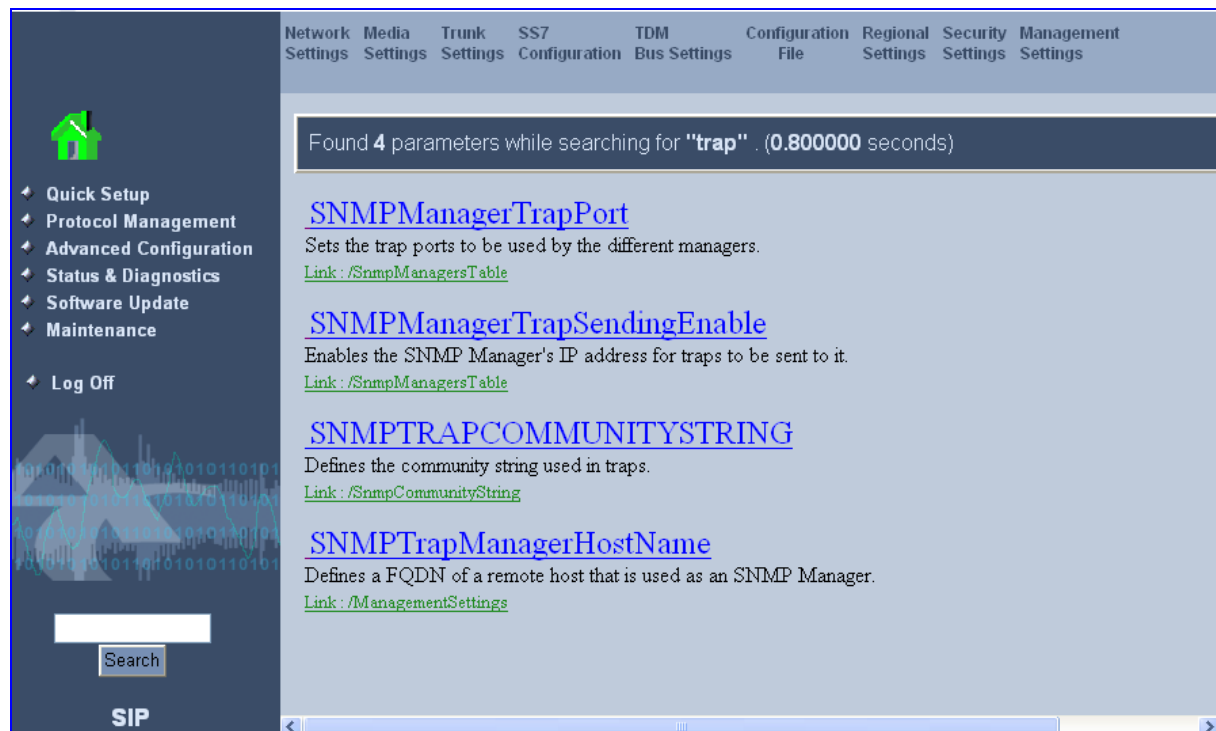 Network Settings
Media Settings
Trunk Settings
SS7 Configuration
TDM Bus Settings
Configuration File
Regional Settings
Security Settings
Management Settings
Quick Setup
Protocol Management
Advanced Configuration
Status & Diagnostics
Software Update
Maintenance
Log Off
Search
SIP
Found 4 parameters while searching for "trap" . (0.800000 seconds)
SNMPManagerTrapPort
Sets the trap ports to be used by the different managers.
Link : /SnmpManagersTable
SNMPManagerTrapSendingEnable
Enables the SNMP Manager's IP address for traps to be sent to it.
Link : /SnmpManagersTable
SNMPTRAPCOMMUNITYSTRING
Defines the community string used in traps.
Link : /SnmpCommunityString
SNMPTrapManagerHostName
Defines a FQDN of a remote host that is used as an SNMP Manager.
Link : /ManagementSettings